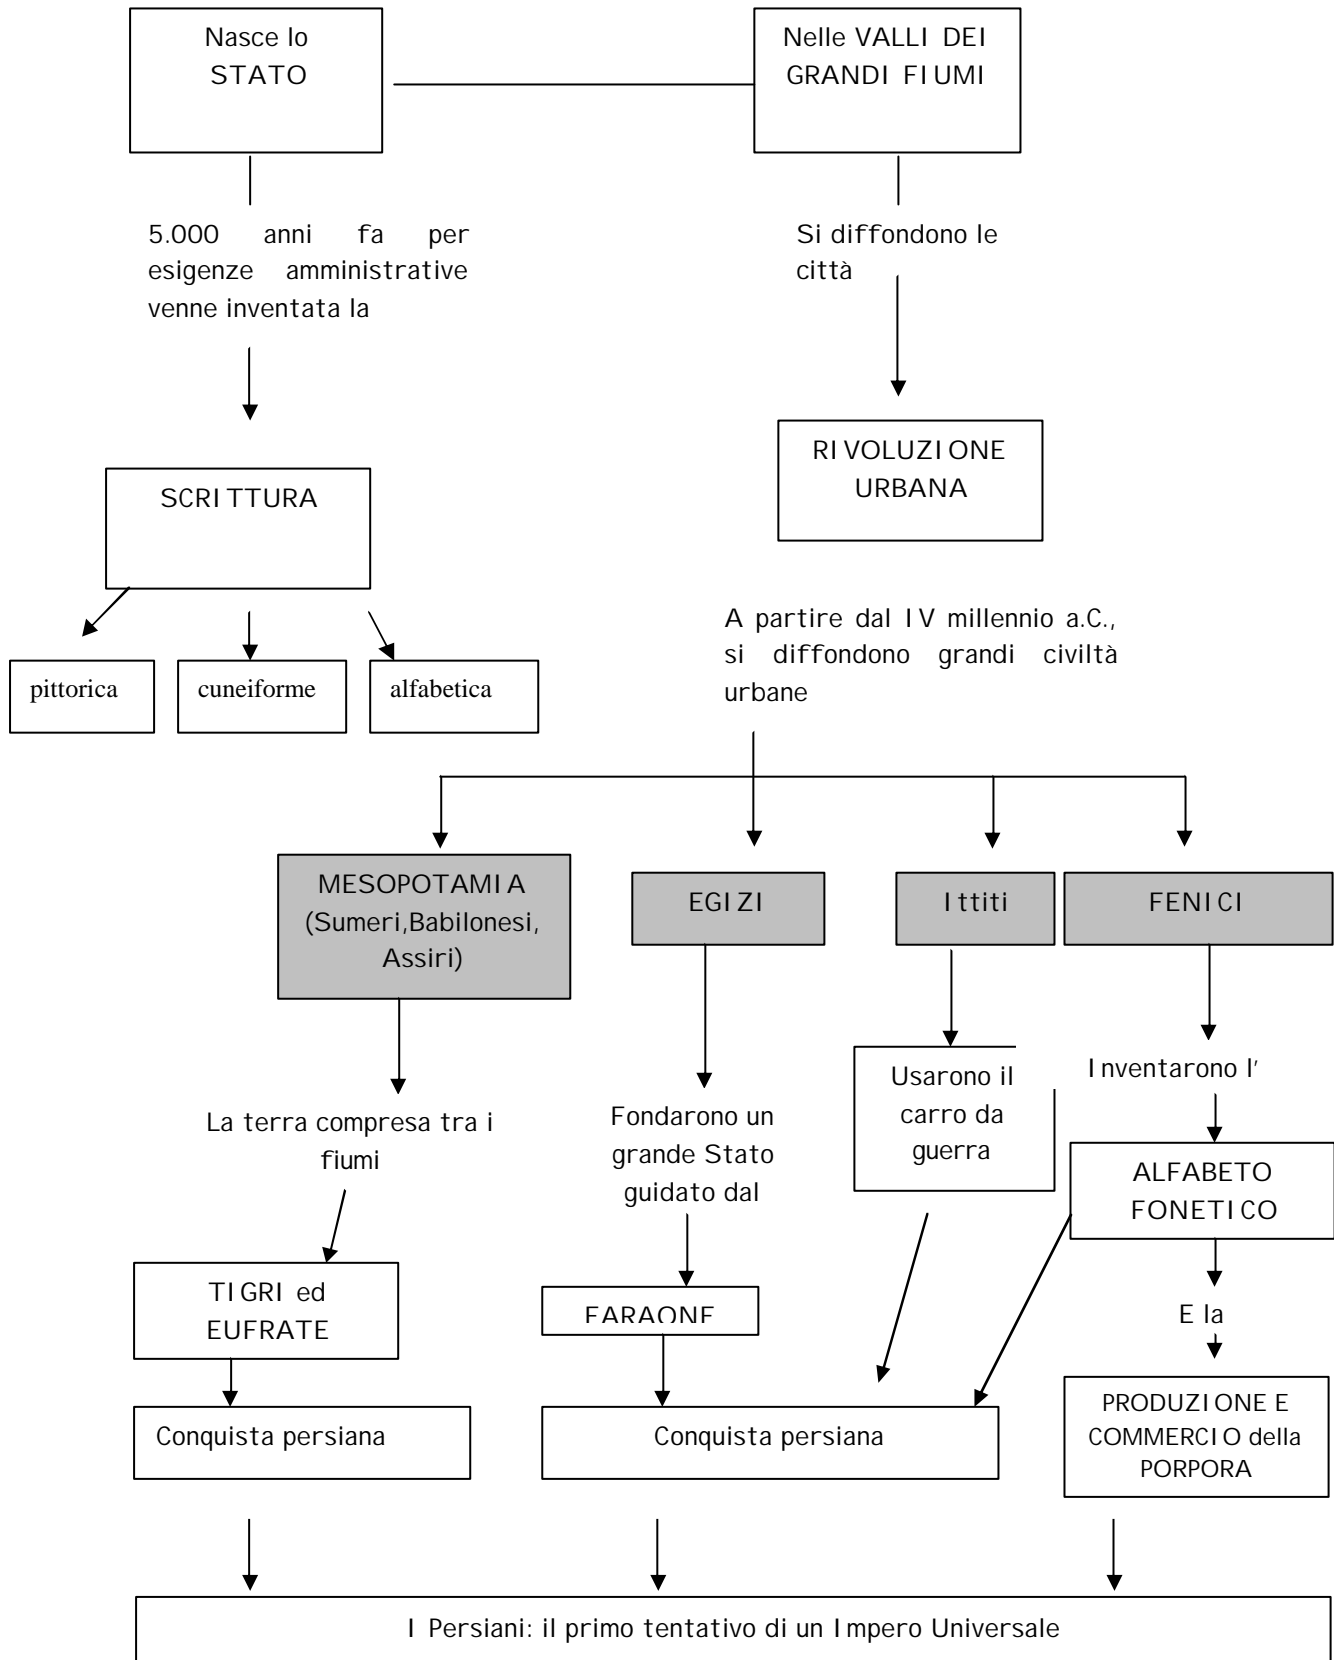 Nasce lo
STATO
Nelle VALLI DEI
GRANDI FIUMI
5.000 anni fa per
esigenze amministrative
venne inventata la
Si diffondono le
città
RIVOLUZIONE
URBANA
SCRITTURA
pittorica
cuneiforme
alfabetica
A partire dal IV millennio a.C.,
si diffondono grandi civiltà
urbane
MESOPOTAMIA
(Sumeri,Babilonesi,
Assiri)
EGIZI
Ittiti
FENICI
La terra compresa tra i
fiumi
Fondarono un
grande Stato
guidato dal
Usarono il
carro da
guerra
Inventarono l'
ALFABETO
FONETICO
TIGRI ed
EUFRATE
FARAONE
E la
Conquista persiana
Conquista persiana
PRODUZIONE E
COMMERCIO della
PORPORA
I Persiani: il primo tentativo di un Impero Universale